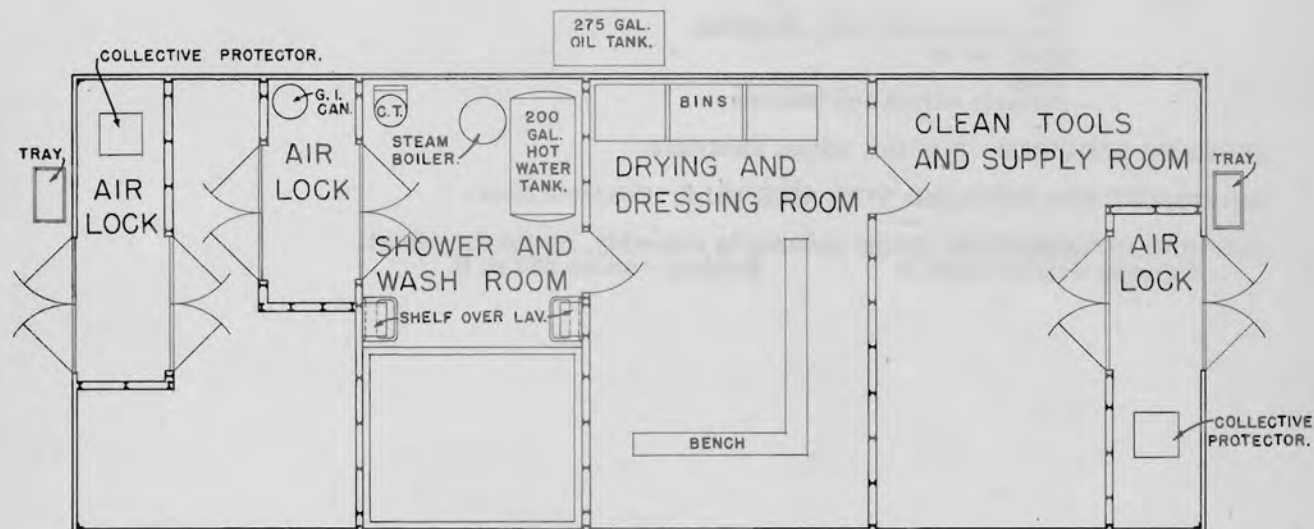 275 GAL.
OIL TANK.
COLLECTIVE PROTECTOR.
G. I.
CAN.
C.T.
STEAM
BOILER.
200
GAL.
HOT
WATER
TANK.
BINS
CLEAN TOOLS
AND SUPPLY ROOM
TRAY
AIR
LOCK
AIR
LOCK
DRYING AND
DRESSING ROOM
TRAY
SHOWER AND
WASH ROOM
AIR
LOCK
SHELF OVER LAV.
BENCH
COLLECTIVE
PROTECTOR.